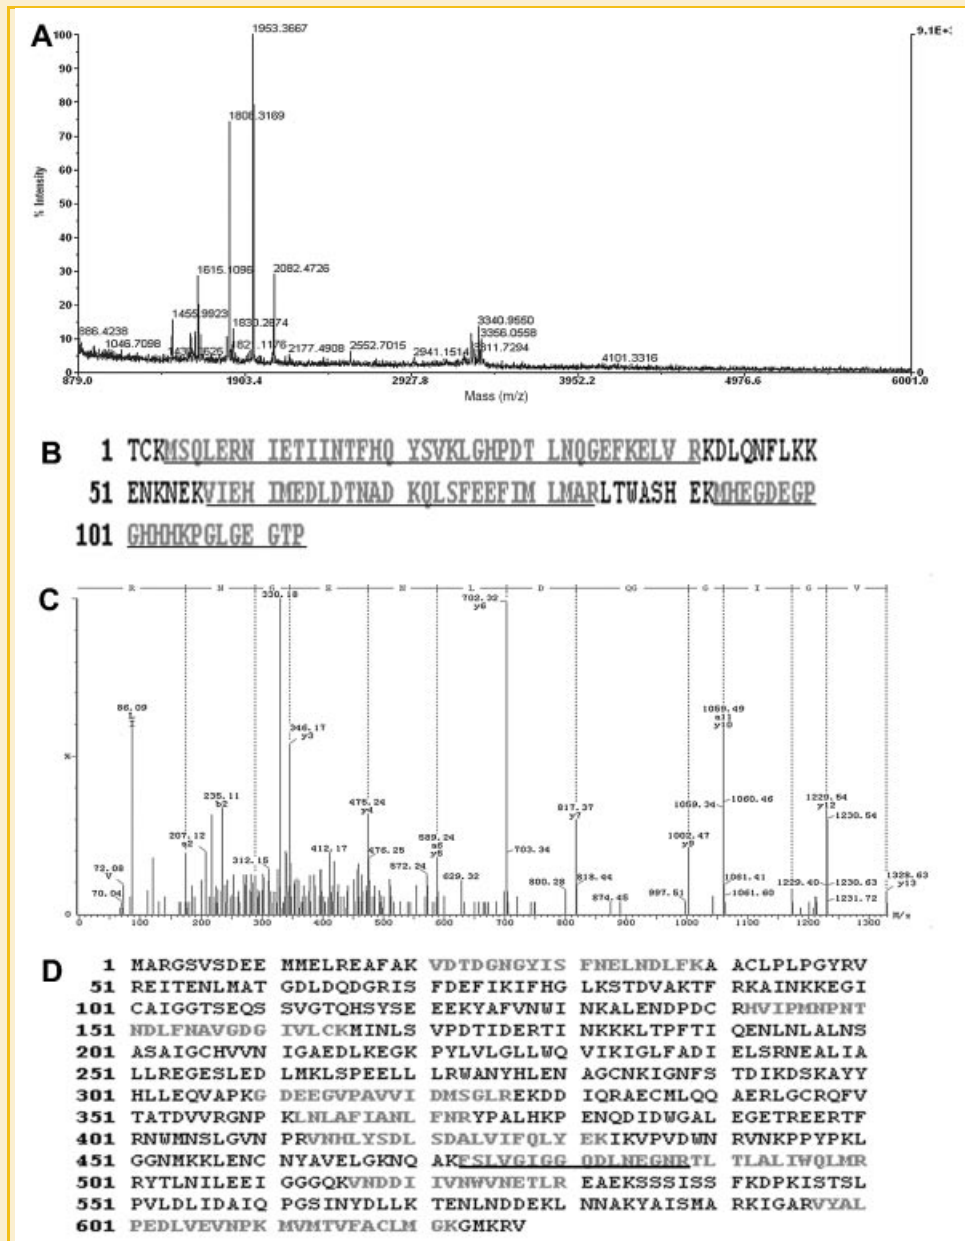 A
9.1E+
100
90
80
70
60
50
40
30
20
10
0
% Intensity
1953.3667
1808.3169
1615.1096
2082.4726
1455.9923
1830.2874
886.4238
1046.7098
2177.4908
2552.7015
2941.1514
3340.9550
3356.0558
4101.3316
0
879.0 1903.4 2927.8 3952.2 4976.6 6001.0
Mass (m/z)
B
1 TCKMSQLERN IETIINTFHQ YSVKLGHPDT LNQGEFKELV RKDLQNFLKK
51 ENKNEKVIEH IMEDLDTNAD KQLSFEEFIM LMARLTWASH EKMHEGDEGP
101 GHHHKPGLGE GTP
C
R N G E N L D QG G I G V
330.18
702.32
y6
86.09
346.17
y3
1059.49
a11
y10
235.11
b2
475.24
y4
817.37
y7
1229.54
y12
1059.34
1060.46
1230.54
207.12
a2
589.24
a6
y5
1002.47
y9
312.15
412.17
476.25
703.34
72.08
V
572.24
629.32
800.28
818.44
1061.41
1229.40
1230.63
1328.63
y13
70.04
874.45
997.51
1061.60
1231.72
%
0
0 100 200 300 400 500 600 700 800 900 1000 1100 1200 1300
M/z
D
1 MARGSVSDEE MMELREAFAK VDTDGNGYIS FNELNDLFKA ACLPLPGYRV
51 REITENLMAT GDLDQDGRIS FDEFIKIFHG LKSTDVAKTF RKAINKKEGI
101 CAIGGTSEQS SVGTQHSYSE EEKYAFVNWI NKALENDPDC RHVIPMNPNT
151 NDLFNAVGDG IVLCKMINLS VPDTIDERTI NKKKLTPFTI QENLNLALNS
201 ASAIGCHVVN IGAEDLKEGK PYLVLGLLWQ VIKIGLFADI ELSRNEALIA
251 LLREGESLED LMKLSPEELL LRWANYHLEN AGCNKIGNFS TDIKDSKAYY
301 HLLEQVAPKG DEEGVPAVVI DMSGLREKDD IQRAECMLQQ AERLGCRQFV
351 TATDVVRGNP KLNLAFIANL FNRYPALHKP ENQDIDWGAL EGETREERTF
401 RNWMNSLGVN PRVNHLYSDL SDALVIFQLY EKIKVPVDWN RVNKPPYPKL
451 GGNMKKLENC NYAVELGKNQ AKFSLVGIGG QDLNEGNRTL TLALIWQLMR
501 RYTLNILEEI GGGQKVNDDI IVNWVNETLR EAEKSSSISS FKDPKISTSL
551 PVLDLIDAIQ PGSINYDLLK TENLNDDEKL NNAKYAISMA RKIGARVYAL
601 PEDLVEVNPK MVMTVFACLM GKGMKRV